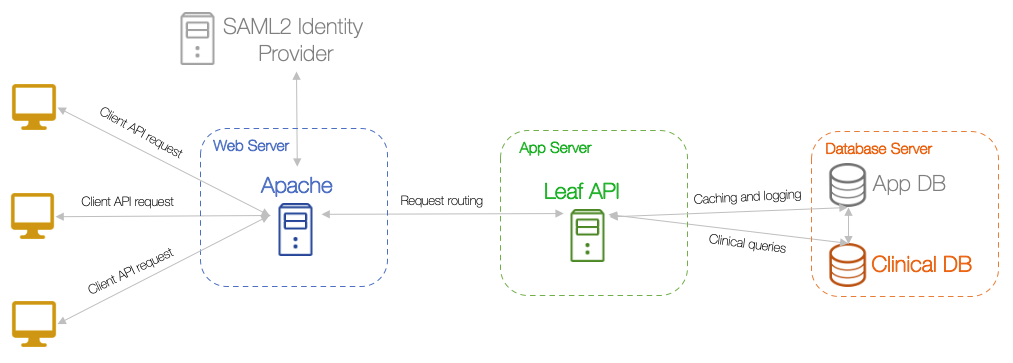 SAML2 Identity
Provider
Client API request
Web Server
App Server
Database Server
Apache
Leaf API
App DB
Client API request
Request routing
Caching and logging
Clinical queries
Client API request
Clinical DB